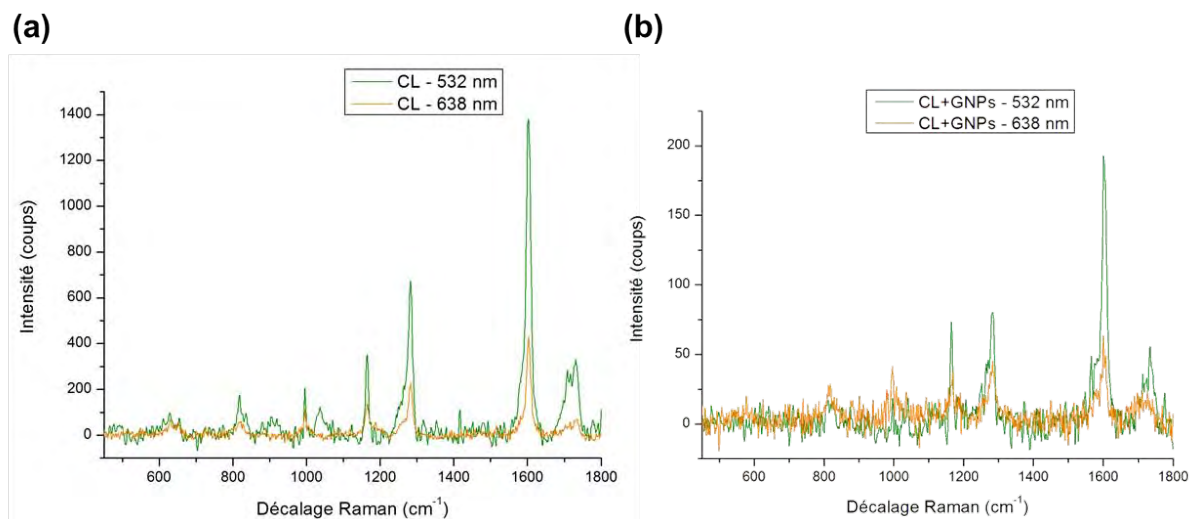 (a)
CL - 532 nm
CL - 638 nm
1400
1200
1000
800
600
400
200
0
Intensité (coups)
600 800 1000 1200 1400 1600 1800
Décalage Raman (cm⁻¹)
(b)
CL+GNPs - 532 nm
CL+GNPs - 638 nm
200
150
100
50
0
Intensité (coups)
600 800 1000 1200 1400 1600 1800
Décalage Raman (cm⁻¹)